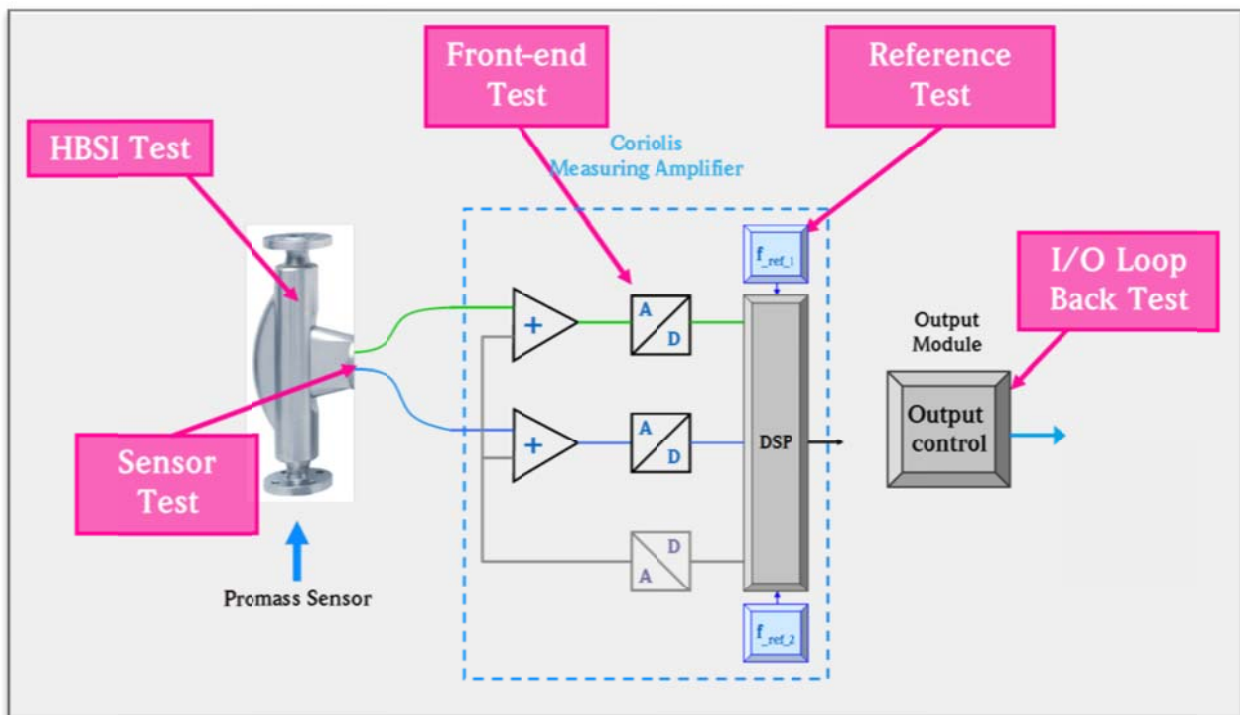 Front-end
Test
Reference
Test
HBSI Test
Coriolis
Measuring Amplifier
f_ref_1
I/O Loop
Back Test
A
D
+
Output
Module
Output
control
A
D
+
DSP
Sensor
Test
D
A
Promass Sensor
f_ref_2